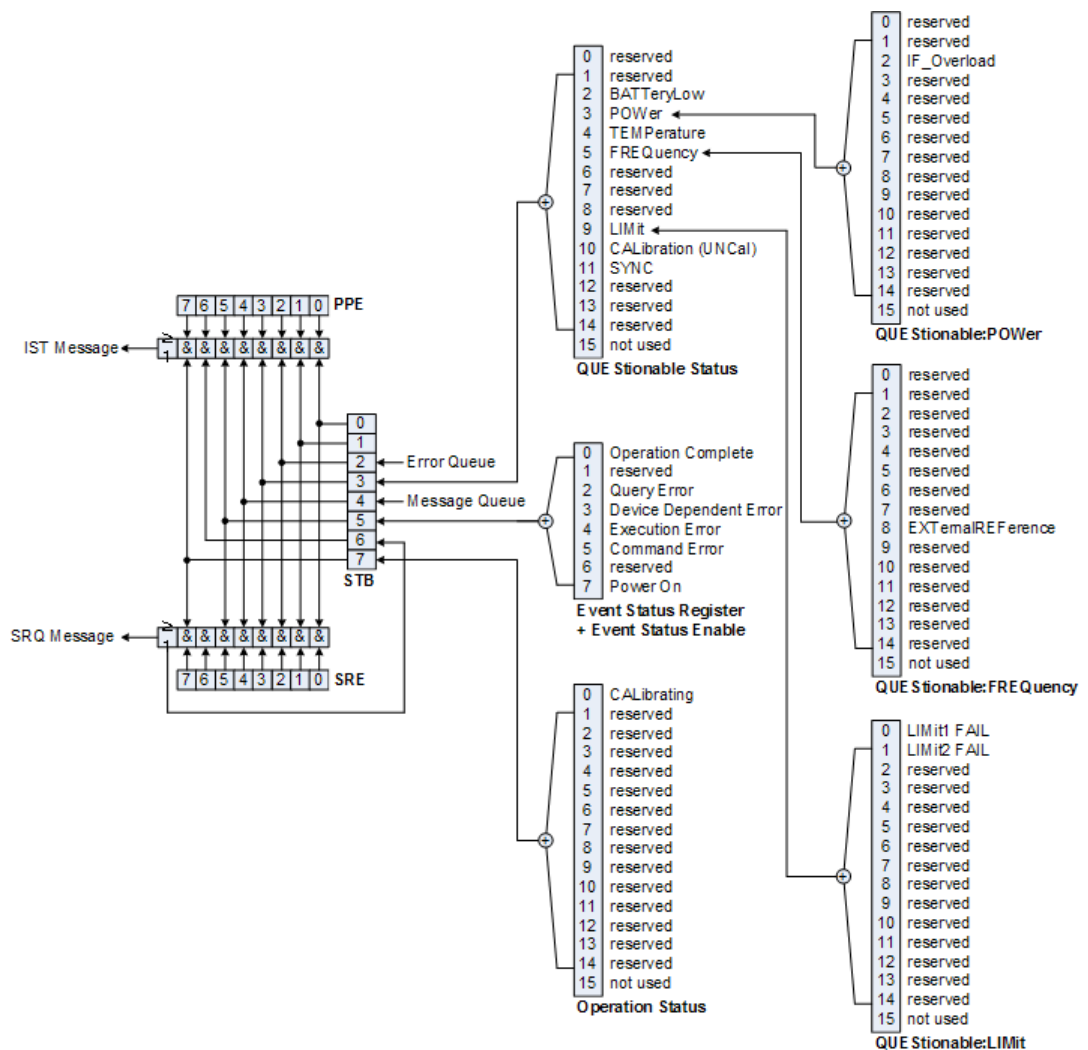 7 6 5 4 3 2 1 0 PPE
IST Message
≥1 & & & & & & & &
0
1
2 Error Queue
3
4 Message Queue
5
6
7
STB
SRQ Message
≥1 & & & & & & & &
7 6 5 4 3 2 1 0 SRE
0 reserved
1 reserved
2 BATTeryLow
3 POWer
4 TEMPerature
5 FREQuency
6 reserved
7 reserved
8 reserved
9 LIMit
10 CALibration (UNCal)
11 SYNC
12 reserved
13 reserved
14 reserved
15 not used
QUEStionable Status
0 Operation Complete
1 reserved
2 Query Error
3 Device Dependent Error
4 Execution Error
5 Command Error
6 reserved
7 Power On
Event Status Register
+ Event Status Enable
0 CALibrating
1 reserved
2 reserved
3 reserved
4 reserved
5 reserved
6 reserved
7 reserved
8 reserved
9 reserved
10 reserved
11 reserved
12 reserved
13 reserved
14 reserved
15 not used
Operation Status
0 reserved
1 reserved
2 IF_Overload
3 reserved
4 reserved
5 reserved
6 reserved
7 reserved
8 reserved
9 reserved
10 reserved
11 reserved
12 reserved
13 reserved
14 reserved
15 not used
QUEStionable:POWer
0 reserved
1 reserved
2 reserved
3 reserved
4 reserved
5 reserved
6 reserved
7 reserved
8 EXTernalREFerence
9 reserved
10 reserved
11 reserved
12 reserved
13 reserved
14 reserved
15 not used
QUEStionable:FREQuency
0 LIMit1 FAIL
1 LIMit2 FAIL
2 reserved
3 reserved
4 reserved
5 reserved
6 reserved
7 reserved
8 reserved
9 reserved
10 reserved
11 reserved
12 reserved
13 reserved
14 reserved
15 not used
QUEStionable:LIMit